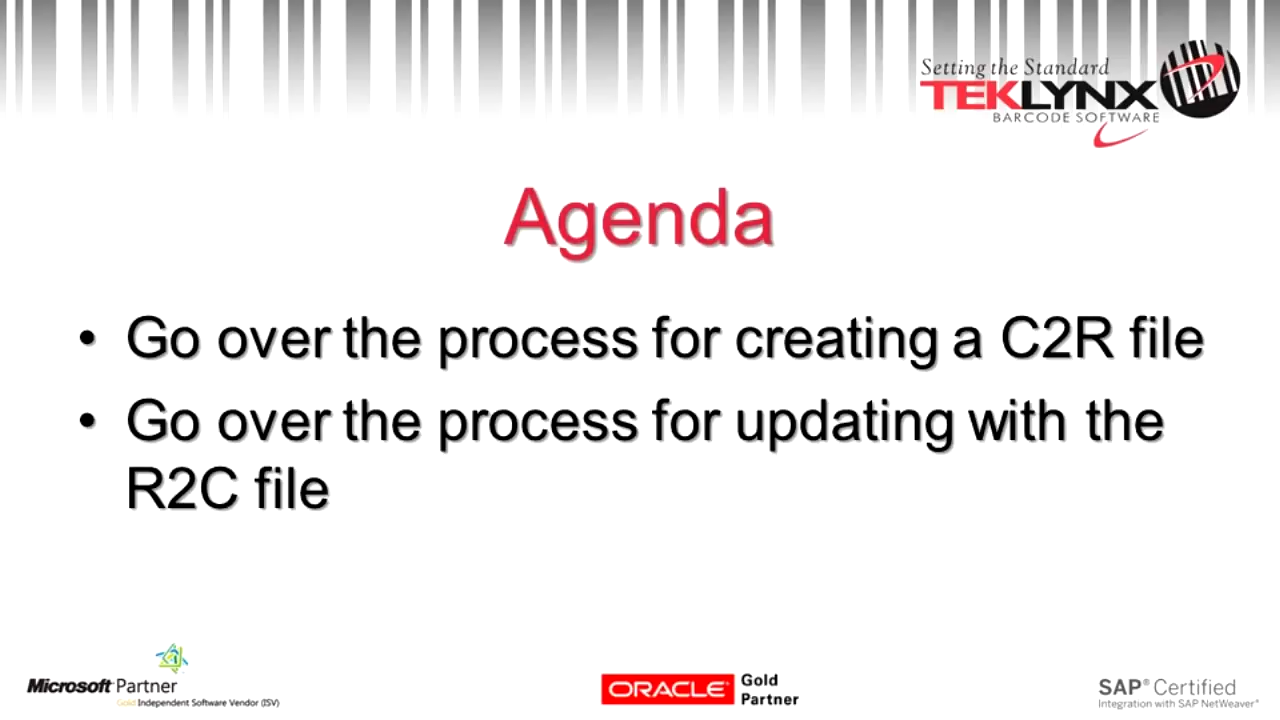 Setting the Standard
TEKLYNX
BARCODE SOFTWARE
Agenda
• Go over the process for creating a C2R file
• Go over the process for updating with the
R2C file
Microsoft Partner
Gold Independent Software Vendor (ISV)
ORACLE® Gold
Partner
SAP® Certified
Integration with SAP NetWeaver®